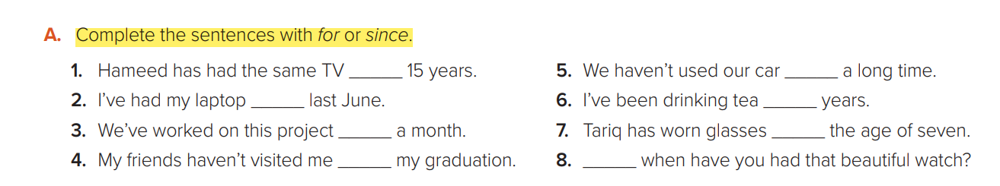 A. Complete the sentences with for or since.
1. Hameed has had the same TV ______ 15 years.
2. I've had my laptop ______ last June.
3. We've worked on this project ______ a month.
4. My friends haven't visited me ______ my graduation.
5. We haven't used our car ______ a long time.
6. I've been drinking tea ______ years.
7. Tariq has worn glasses ______ the age of seven.
8. ______ when have you had that beautiful watch?